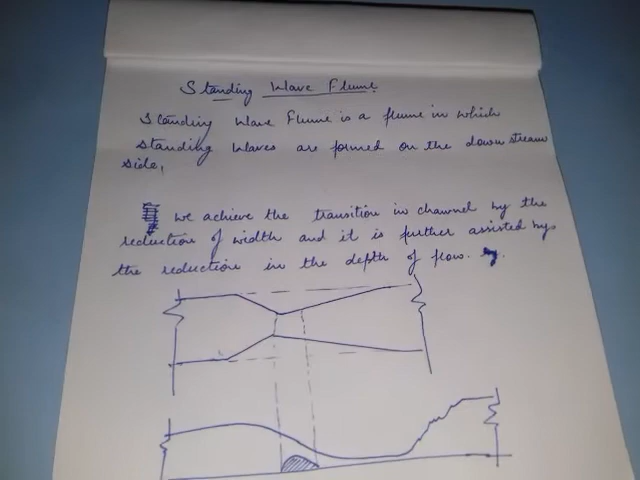 Standing Wave Flume
Standing Wave Flume is a flume in which
standing waves are formed on the down stream
side,
we achieve the transition in channel by the
reduction of width and it is further assisted by
the reduction in the depth of flow.